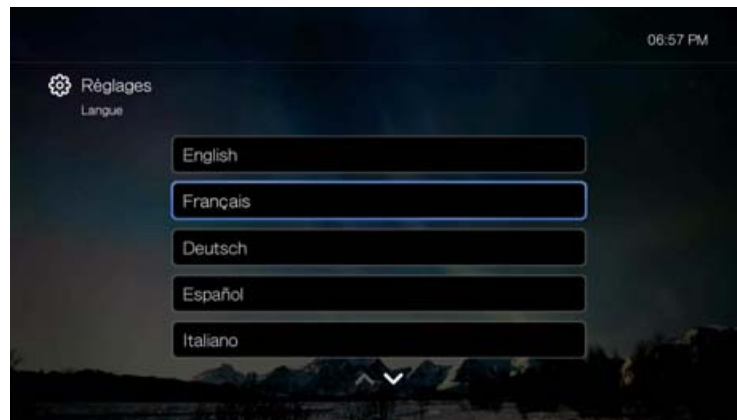 06:57 PM
Réglages
Langue
English
Français
Deutsch
Español
Italiano